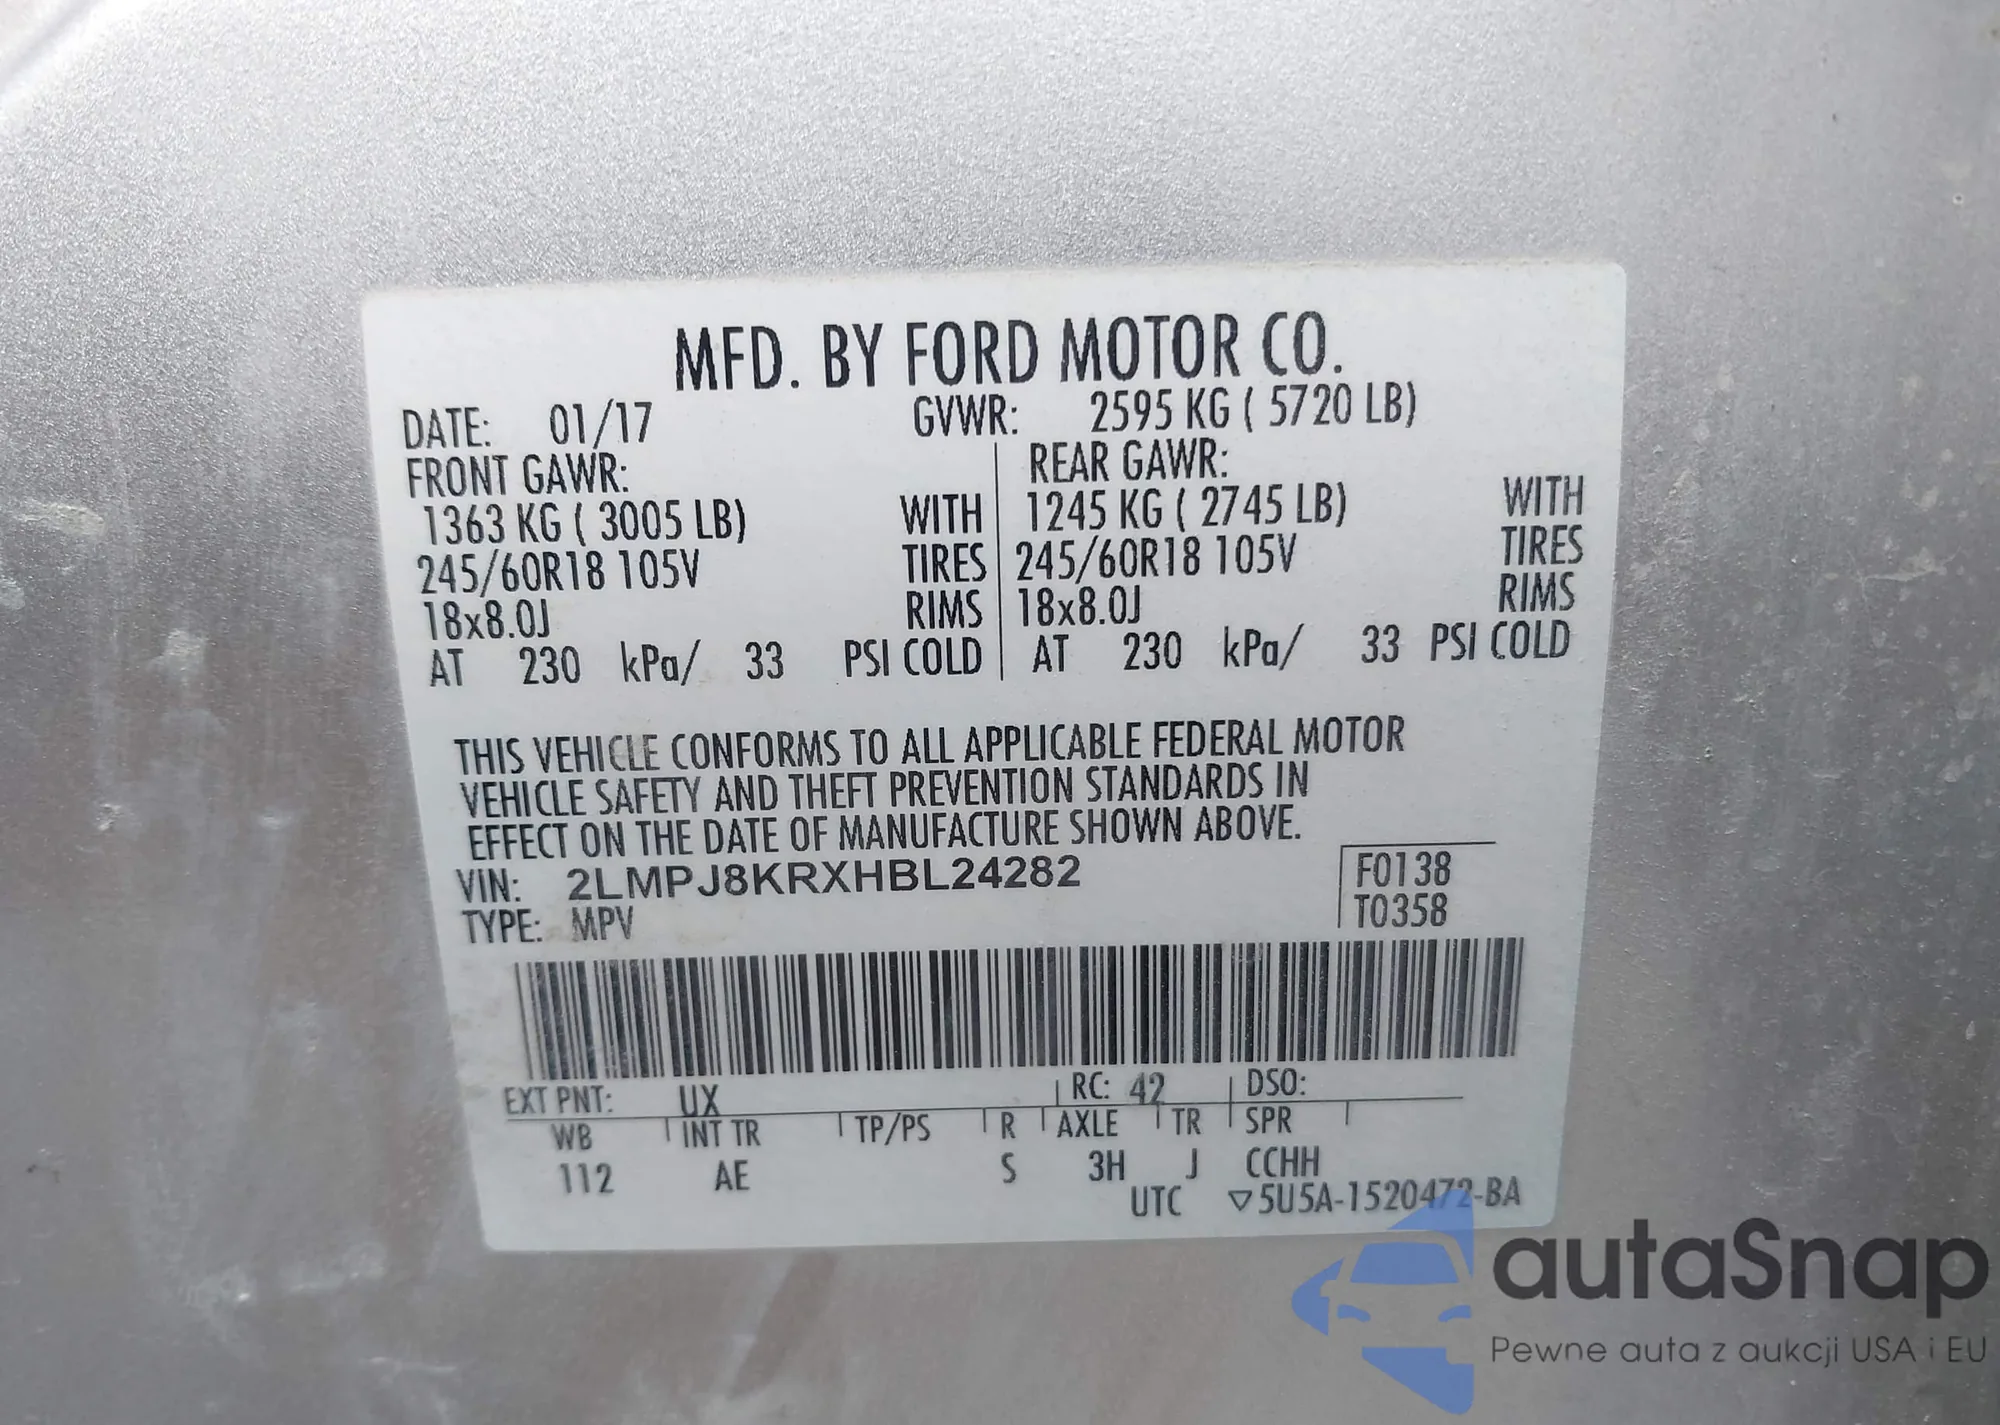 MFD. BY FORD MOTOR CO.
DATE: 01/17 GVWR: 2595 KG ( 5720 LB)
FRONT GAWR: REAR GAWR:
1363 KG ( 3005 LB) WITH 1245 KG ( 2745 LB) WITH
245/60R18 105V TIRES 245/60R18 105V TIRES
18x8.0J RIMS 18x8.0J RIMS
AT 230 kPa/ 33 PSI COLD AT 230 kPa/ 33 PSI COLD
THIS VEHICLE CONFORMS TO ALL APPLICABLE FEDERAL MOTOR
VEHICLE SAFETY AND THEFT PREVENTION STANDARDS IN
EFFECT ON THE DATE OF MANUFACTURE SHOWN ABOVE.
VIN: 2LMPJ8KRXHBL24282 F0138
TYPE: MPV T0358
EXT PNT: UX RC: 42 DSO:
WB INT TR TP/PS R AXLE TR SPR
112 AE S 3H J CCHH
UTC ▽5U5A-1520472-BA
autaSnap
Pewne auta z aukcji USA i EU